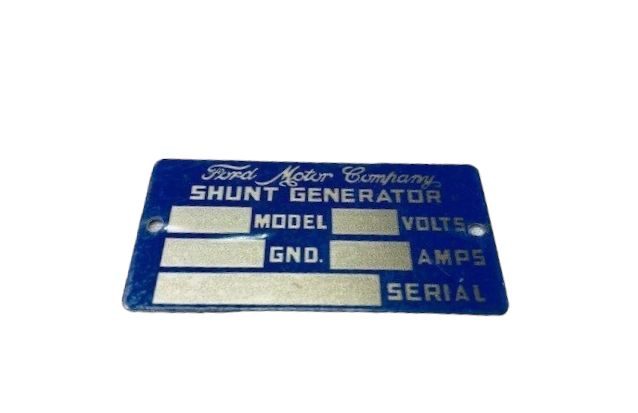 Ford Motor Company
SHUNT GENERATOR
MODEL VOLTS
GND. AMPS
SERIAL